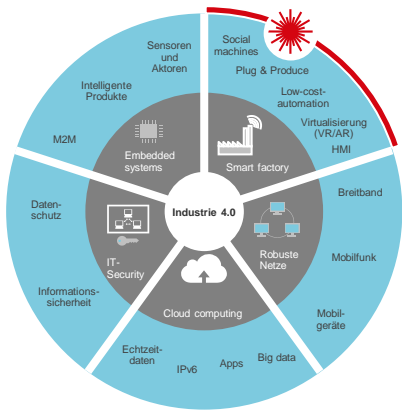 Social
machines
Plug & Produce
Low-cost-
automation
Virtualisierung
(VR/AR)
HMI
Smart factory
Breitband
Mobilfunk
Mobil-
geräte
Robuste
Netze
Big data
Apps
IPv6
Echtzeit-
daten
Cloud computing
Informations-
sicherheit
Daten-
schutz
IT-
Security
M2M
Intelligente
Produkte
Sensoren
und
Aktoren
Embedded
systems
Industrie 4.0